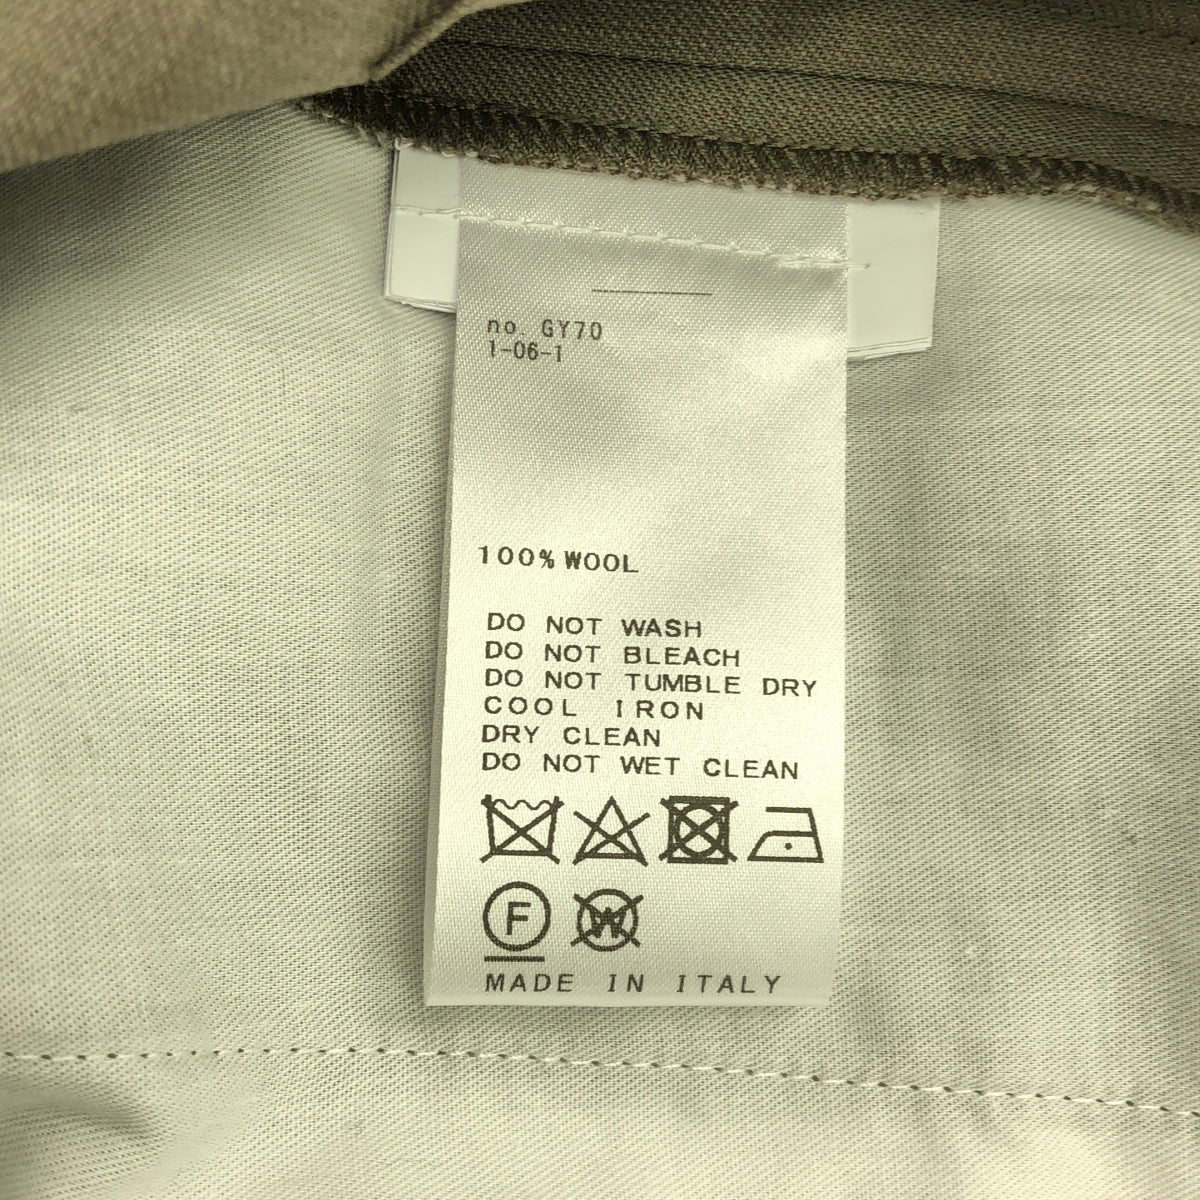 no. GY70
1-06-1
100% WOOL
DO NOT WASH
DO NOT BLEACH
DO NOT TUMBLE DRY
COOL IRON
DRY CLEAN
DO NOT WET CLEAN
F W
MADE IN ITALY